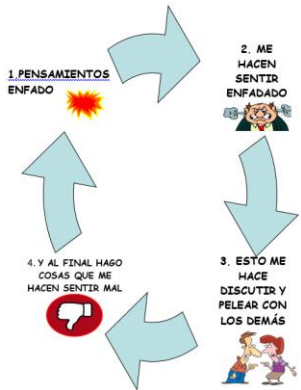 1.PENSAMIENTOS
ENFADO
2. ME
HACEN
SENTIR
ENFADADO
3. ESTO ME
HACE
DISCUTIR Y
PELEAR CON
LOS DEMÁS
4. Y AL FINAL HAGO
COSAS QUE ME
HACEN SENTIR MAL